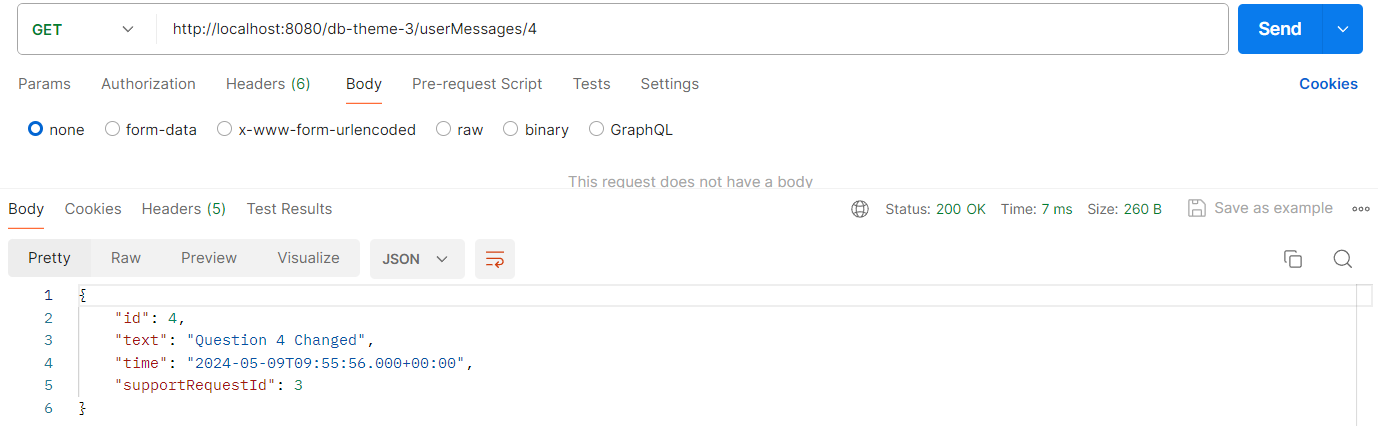 GET http://localhost:8080/db-theme-3/userMessages/4 Send
Params Authorization Headers (6) Body Pre-request Script Tests Settings Cookies
none form-data x-www-form-urlencoded raw binary GraphQL
This request does not have a body
Body Cookies Headers (5) Test Results Status: 200 OK Time: 7 ms Size: 260 B Save as example
Pretty Raw Preview Visualize JSON
1 {
2 "id": 4,
3 "text": "Question 4 Changed",
4 "time": "2024-05-09T09:55:56.000+00:00",
5 "supportRequestId": 3
6 }